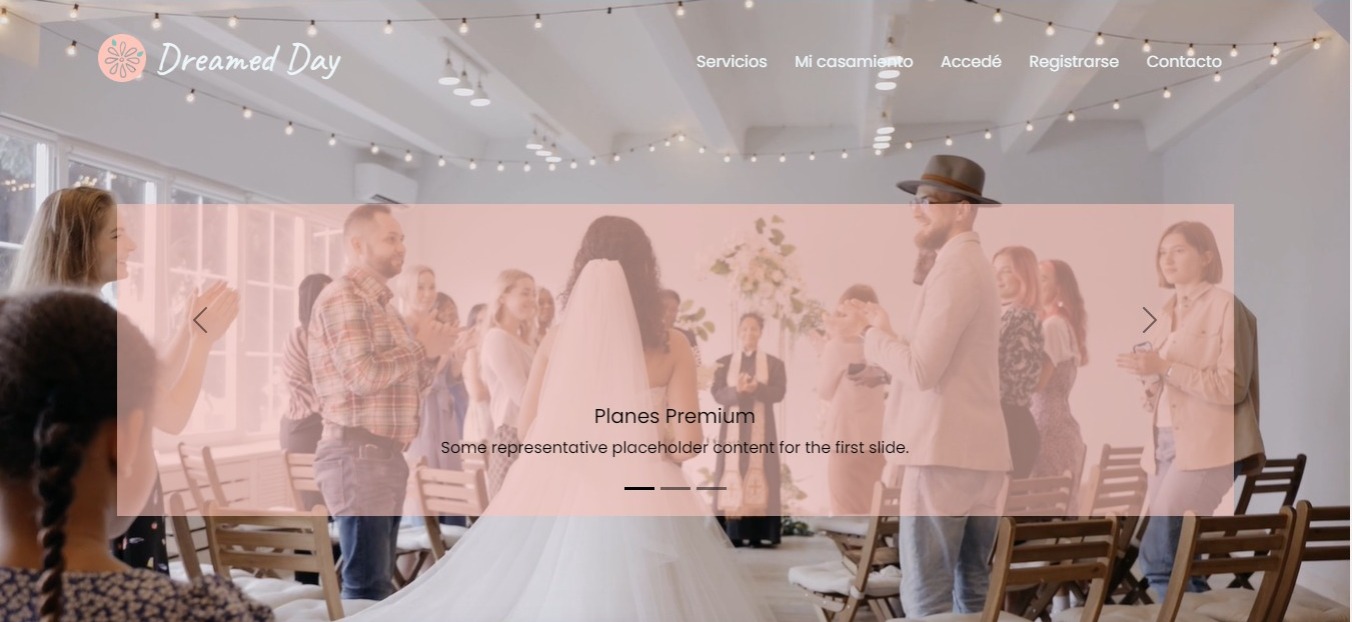 Dreamed Day
Servicios Mi casamiento Accedé Registrarse Contacto
Planes Premium
Some representative placeholder content for the first slide.